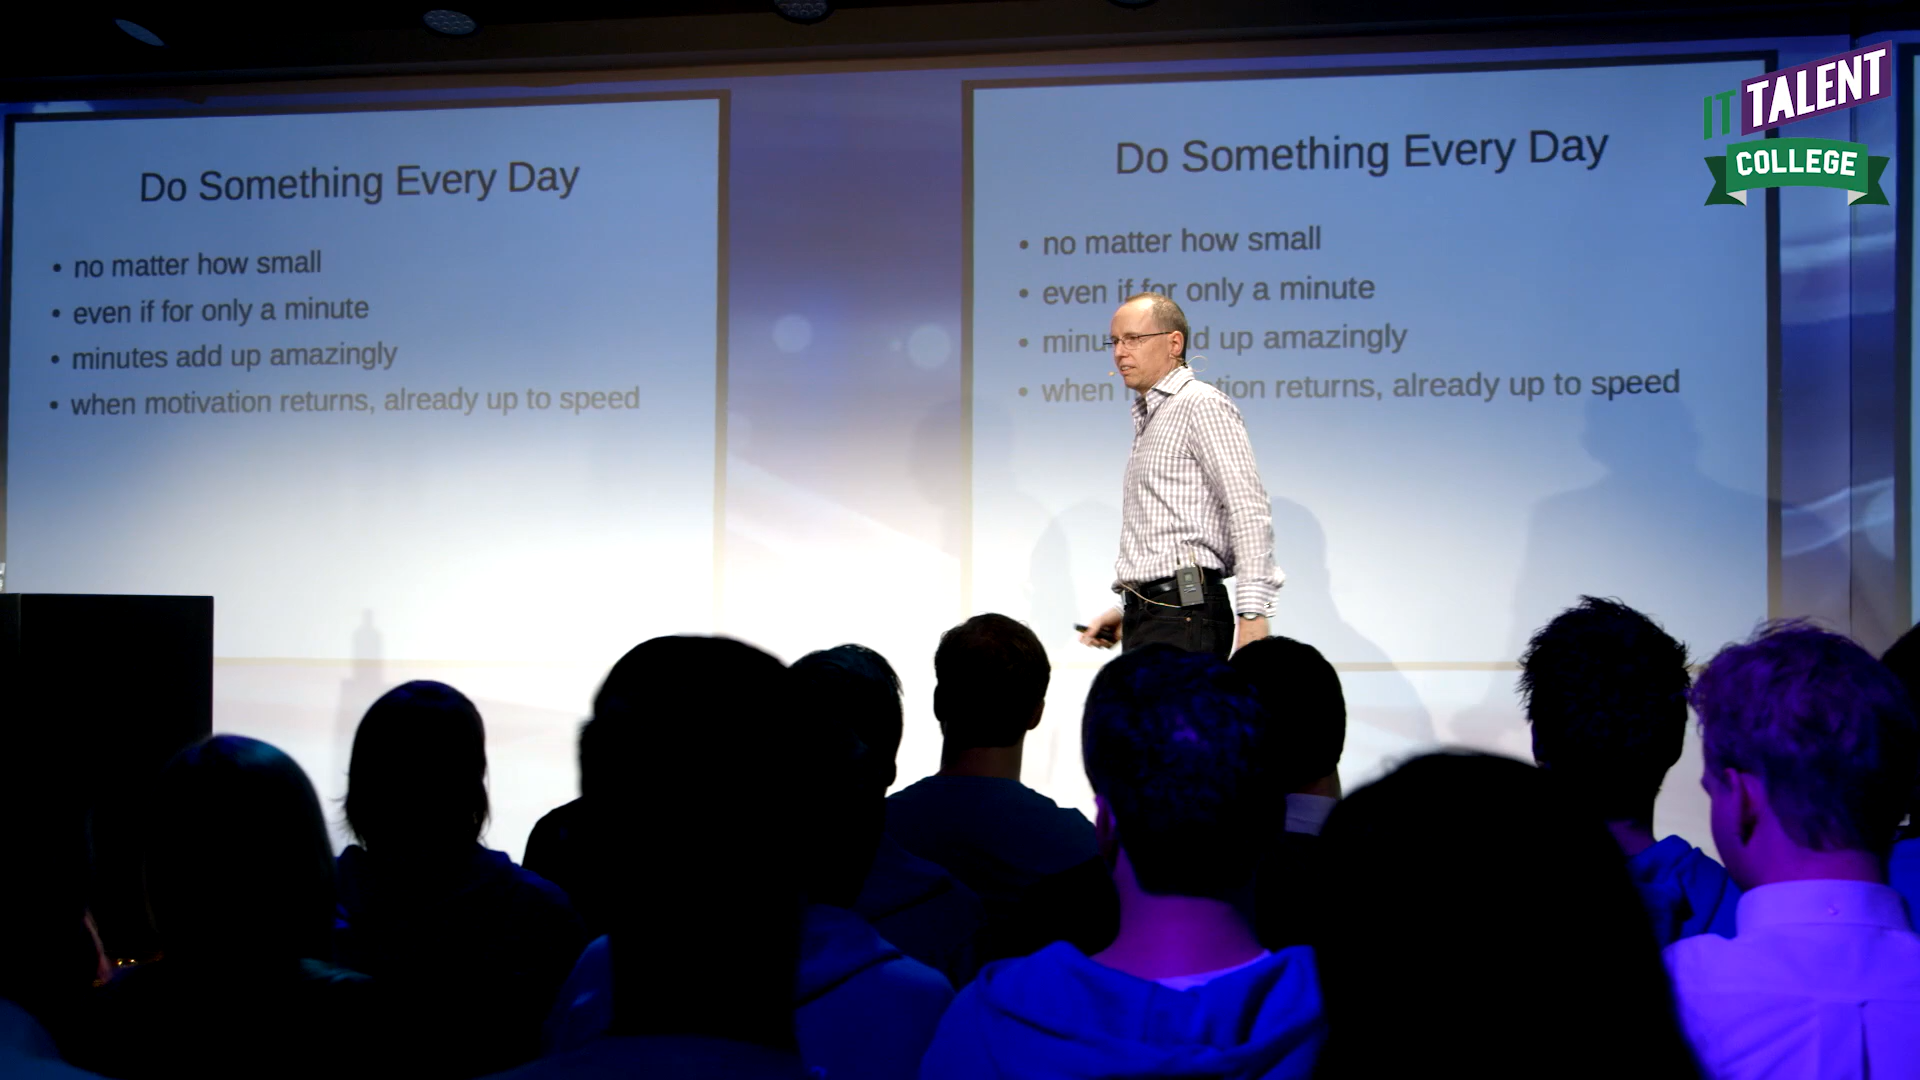 Do Something Every Day
• no matter how small
• even if for only a minute
• minutes add up amazingly
• when motivation returns, already up to speed
Do Something Every Day
• no matter how small
• even if for only a minute
• add up amazingly
• when returns, already up to speed
IT TALENT
COLLEGE